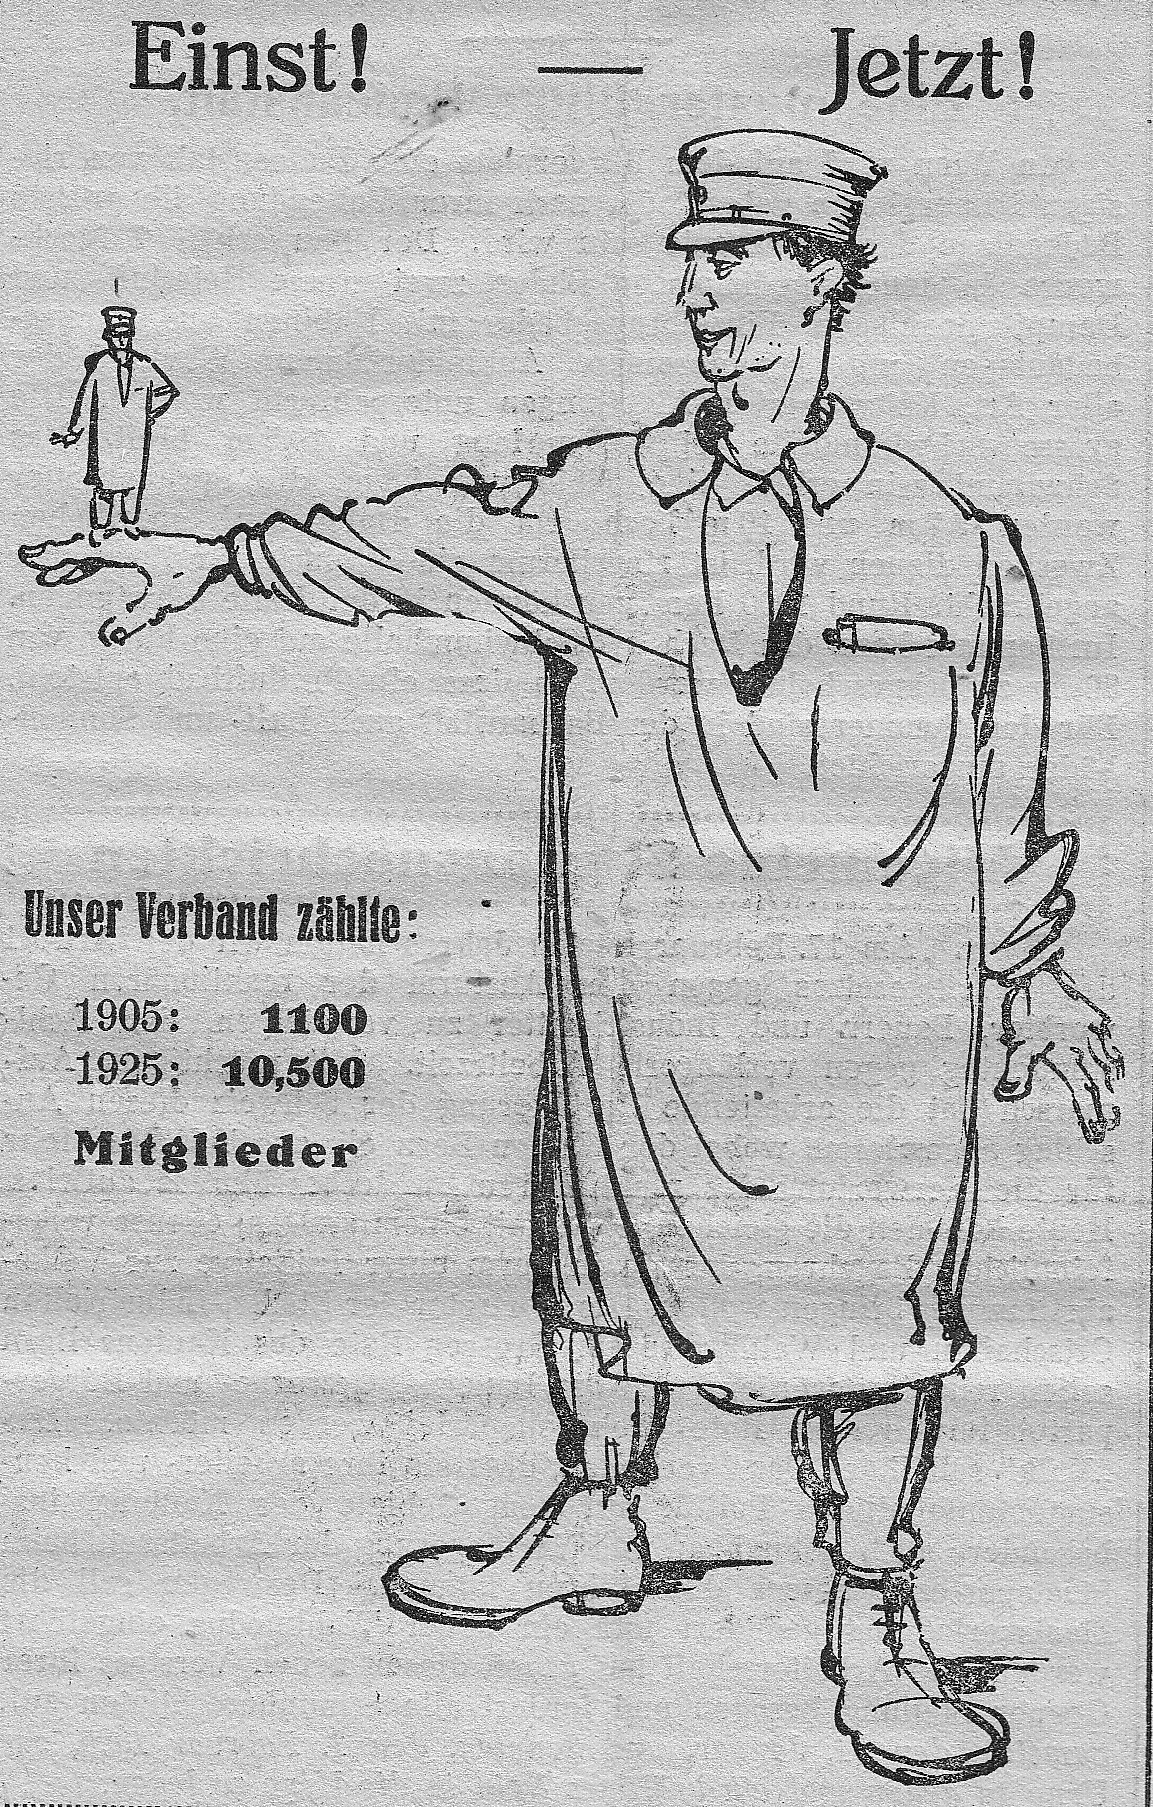 Einst! — Jetzt!
Unser Verband zählte:
1905: 1100
1925: 10,500
Mitglieder